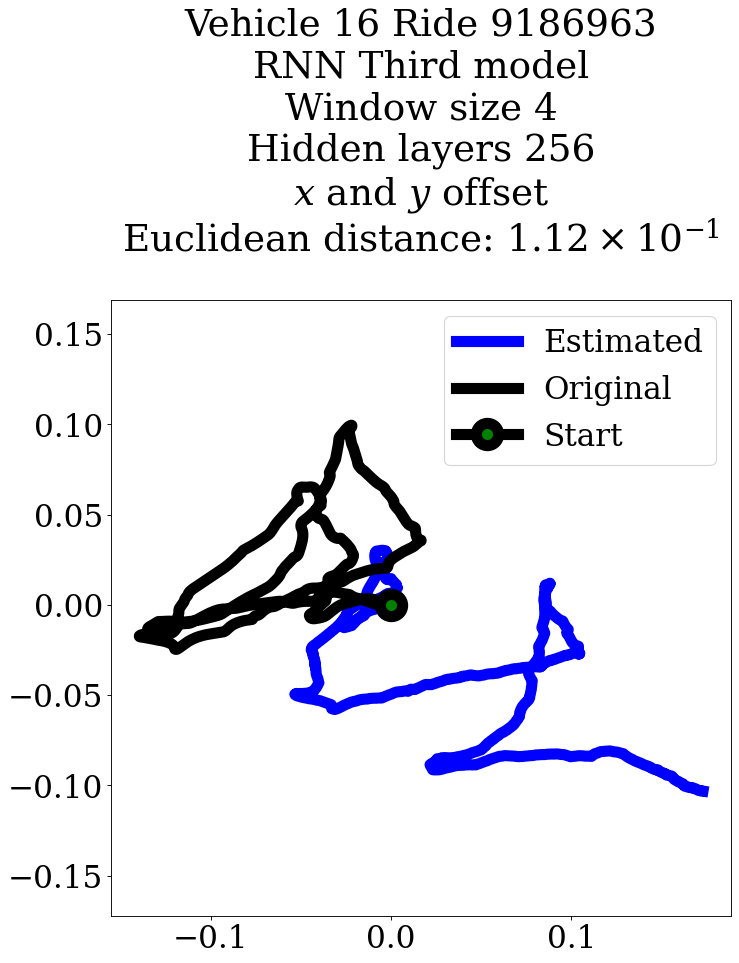 Vehicle 16 Ride 9186963
RNN Third model
Window size 4
Hidden layers 256
x and y offset
Euclidean distance: 1.12 × 10⁻¹
Estimated
Original
Start
0.15
0.10
0.05
0.00
−0.05
−0.10
−0.15
−0.1
0.0
0.1